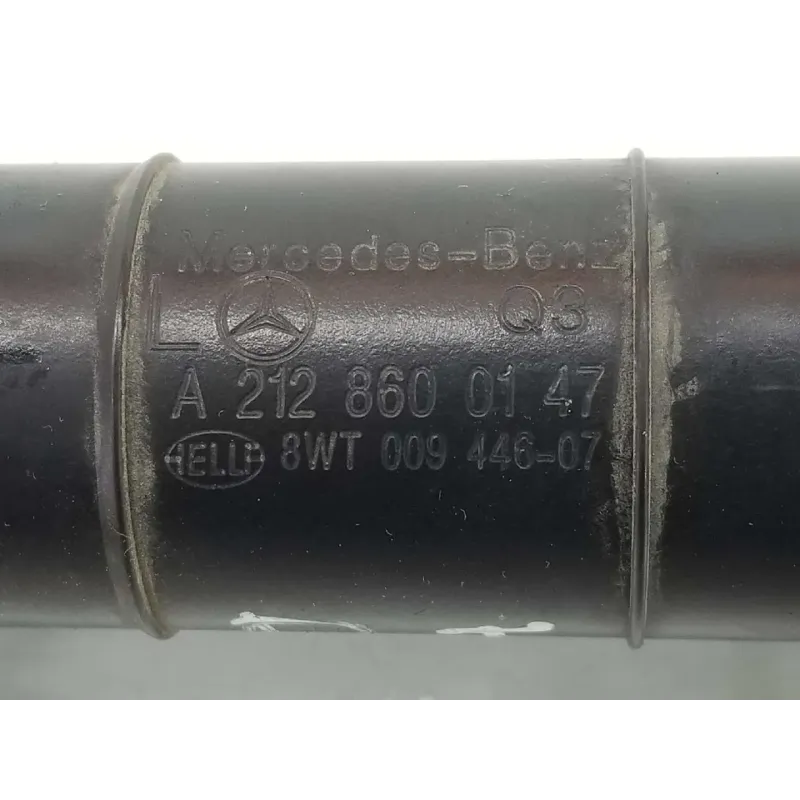 Mercedes-Benz
L Q3
A 212 860 01 47
HELLA 8WT 009 446-07